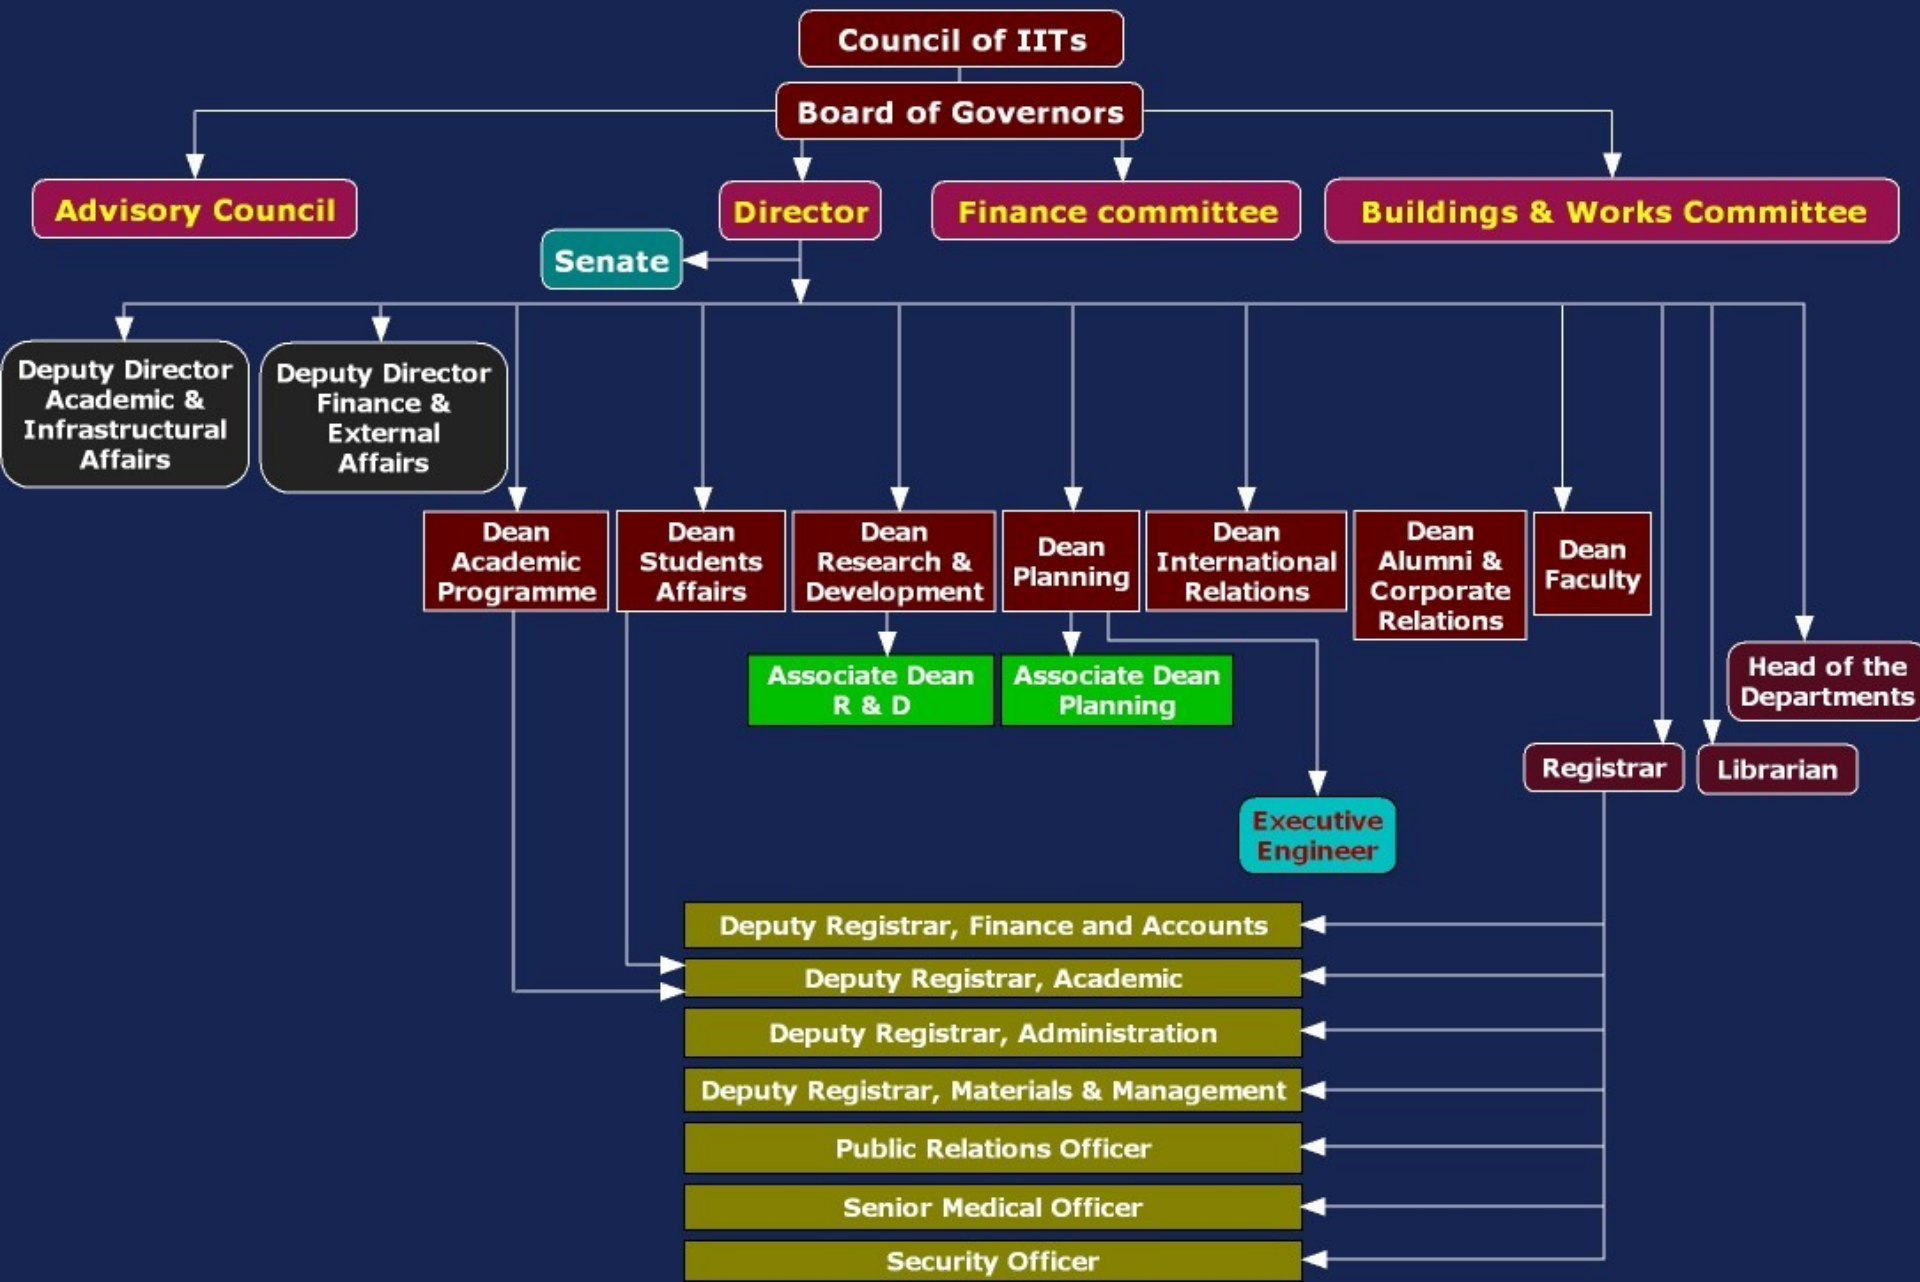 Council of IITs
Board of Governors
Advisory Council
Director
Finance committee
Buildings & Works Committee
Senate
Deputy Director
Academic &
Infrastructural
Affairs
Deputy Director
Finance &
External
Affairs
Dean
Academic
Programme
Dean
Students
Affairs
Dean
Research &
Development
Dean
Planning
Dean
International
Relations
Dean
Alumni &
Corporate
Relations
Dean
Faculty
Associate Dean
R & D
Associate Dean
Planning
Head of the
Departments
Registrar
Librarian
Executive
Engineer
Deputy Registrar, Finance and Accounts
Deputy Registrar, Academic
Deputy Registrar, Administration
Deputy Registrar, Materials & Management
Public Relations Officer
Senior Medical Officer
Security Officer